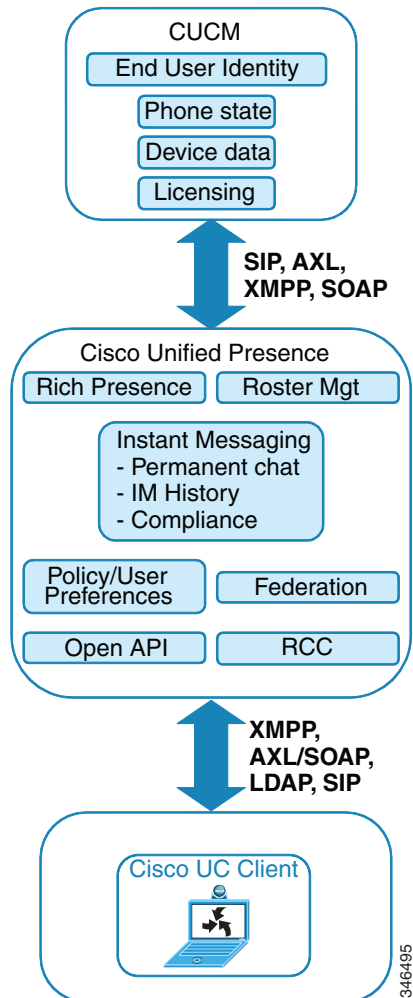 CUCM
End User Identity
Phone state
Device data
Licensing
SIP, AXL,
XMPP, SOAP
Cisco Unified Presence
Rich Presence
Roster Mgt
Instant Messaging
- Permanent chat
- IM History
- Compliance
Policy/User
Preferences
Federation
Open API
RCC
XMPP,
AXL/SOAP,
LDAP, SIP
Cisco UC Client
346495